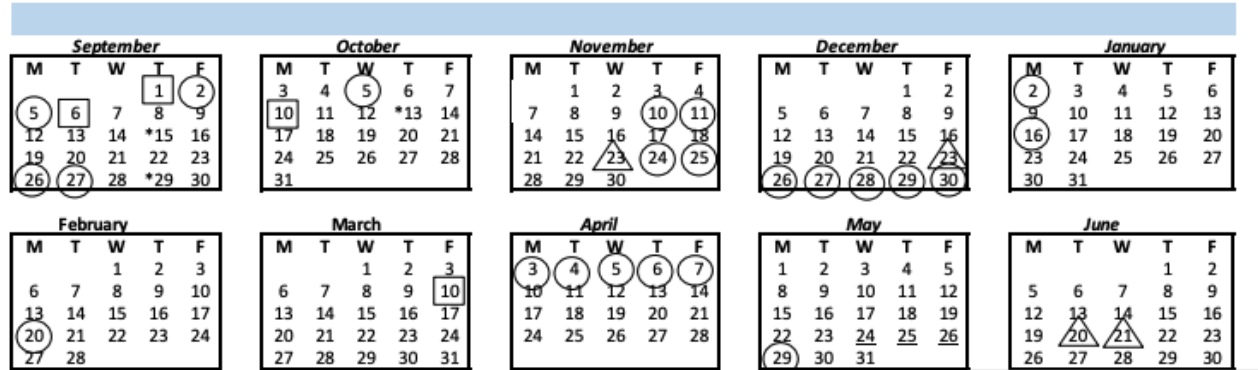 September October November December January
M T W T F M T W T F M T W T F M T W T F M T W T F
1 2 3 4 5 6 7 1 2 3 4 1 2 2 3 4 5 6
5 6 7 8 9 10 11 12 *13 14 7 8 9 10 11 5 6 7 8 9 9 10 11 12 13
12 13 14 *15 16 17 18 19 20 21 14 15 16 17 18 12 13 14 15 16 16 17 18 19 20
19 20 21 22 23 24 25 26 27 28 21 22 23 24 25 19 20 21 22 23 23 24 25 26 27
26 27 28 *29 30 31 28 29 30 26 27 28 29 30 30 31
February March April May June
M T W T F M T W T F M T W T F M T W T F M T W T F
1 2 3 1 2 3 3 4 5 6 7 1 2 3 4 5 1 2
6 7 8 9 10 6 7 8 9 10 10 11 12 13 14 8 9 10 11 12 5 6 7 8 9
13 14 15 16 17 13 14 15 16 17 17 18 19 20 21 15 16 17 18 19 12 13 14 15 16
20 21 22 23 24 20 21 22 23 24 24 25 26 27 28 22 23 24 25 26 19 20 21 22 23
27 28 27 28 29 30 31 29 30 31 26 27 28 29 30